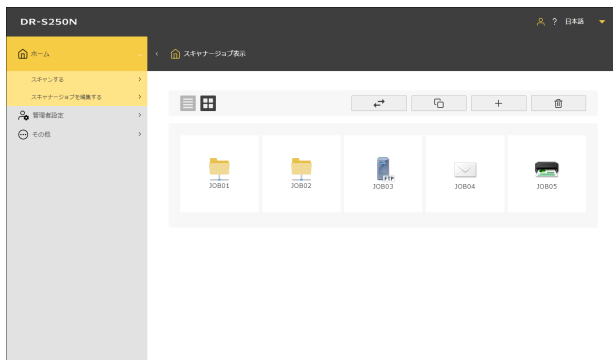 DR-S250N
? 日本語
ホーム
スキャナージョブ表示
スキャンする
スキャナージョブを編集する
管理者設定
その他
JOB01
JOB02
FTP
JOB03
JOB04
JOB05